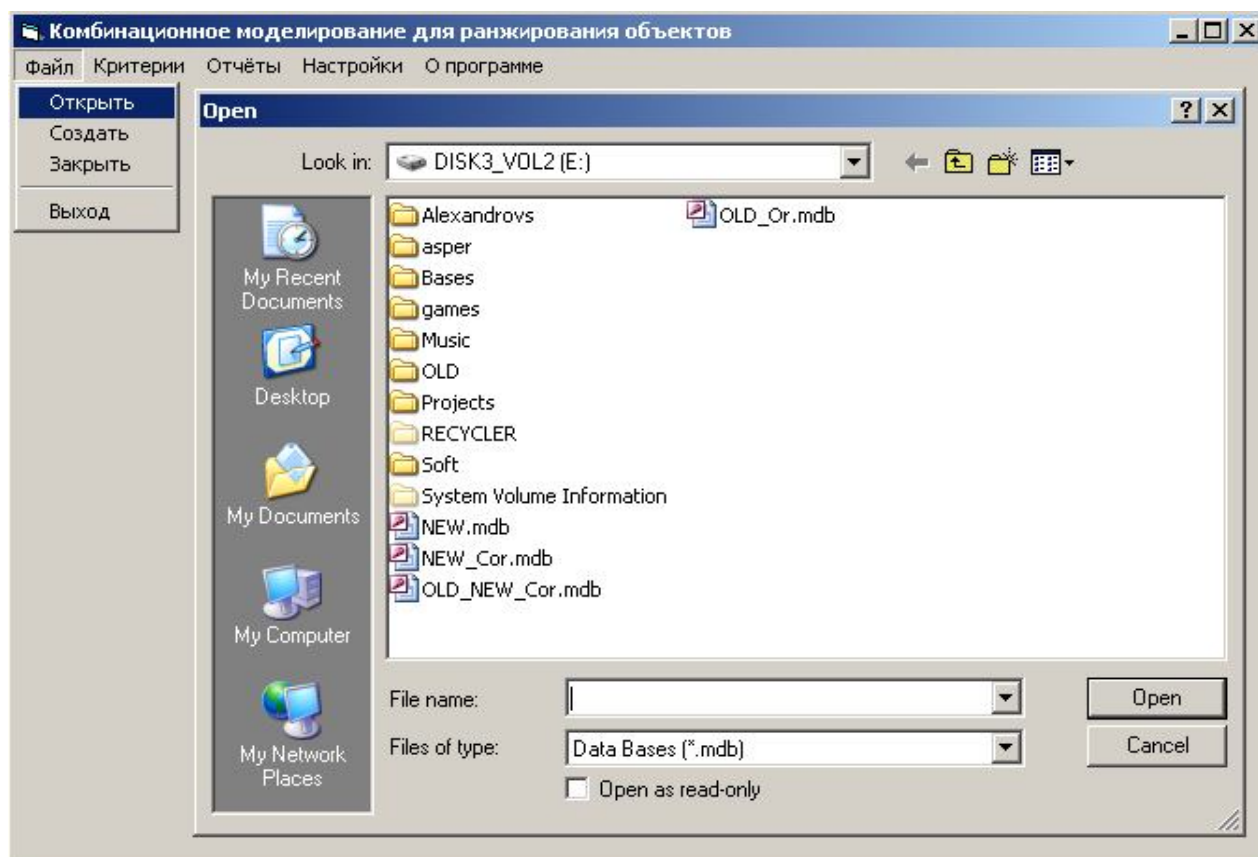 Комбинационное моделирование для ранжирования объектов
Файл Критерии Отчёты Настройки О программе
Открыть
Создать
Закрыть
Выход
Open
Look in: DISK3_VOL2 (E:)
My Recent Documents
Desktop
My Documents
My Computer
My Network Places
Alexandrovs
asper
Bases
games
Music
OLD
Projects
RECYCLER
Soft
System Volume Information
NEW.mdb
NEW_Cor.mdb
OLD_NEW_Cor.mdb
OLD_Or.mdb
File name:
Open
Files of type: Data Bases (*.mdb)
Cancel
Open as read-only